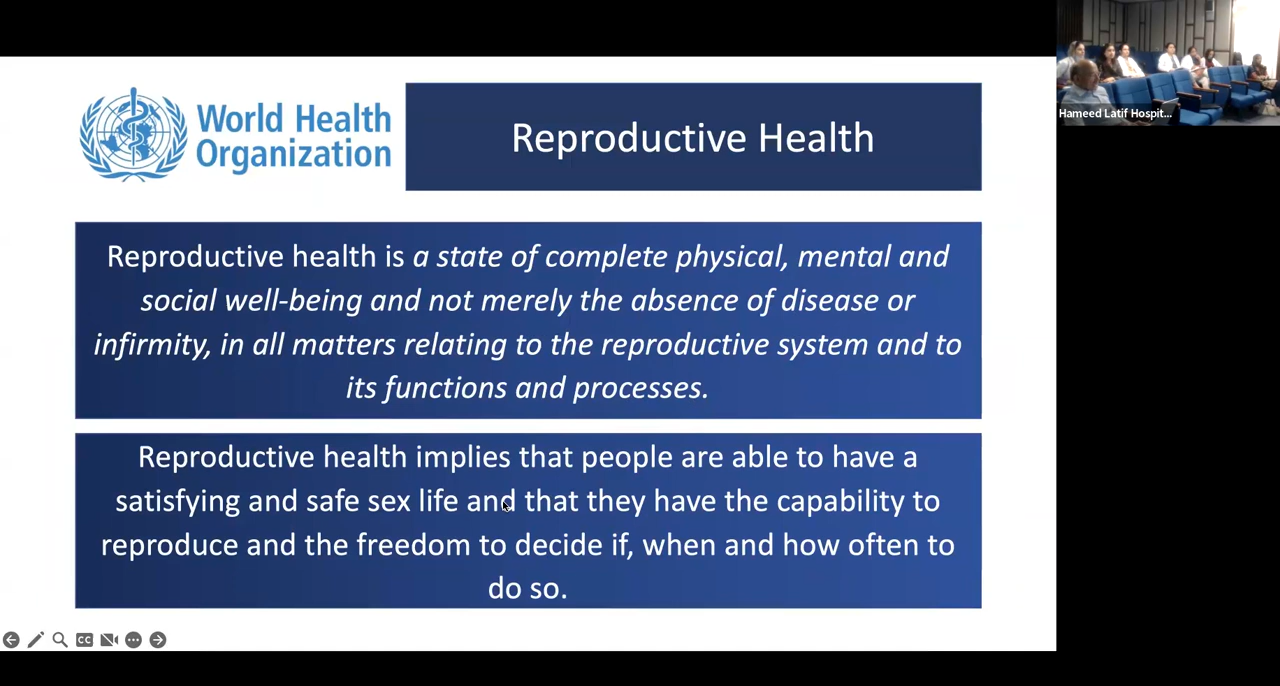 World Health
Organization
Reproductive Health
Reproductive health is a state of complete physical, mental and
social well-being and not merely the absence of disease or
infirmity, in all matters relating to the reproductive system and to
its functions and processes.
Reproductive health implies that people are able to have a
satisfying and safe sex life and that they have the capability to
reproduce and the freedom to decide if, when and how often to
do so.
Hameed Latif Hospit...
CC